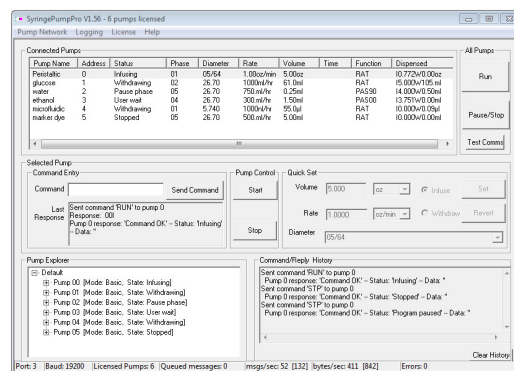 SyringePumpPro V1.56 - 6 pumps licensed
Pump Network Logging License Help
Connected Pumps
All Pumps
Pump Name Address Status Phase Diameter Rate Volume Time Function Dispensed
Peristaltic 0 Infusing 01 05/64 1.00oz/min 5.00oz RAT I0.772W0.00oz
glucose 1 Withdrawing 02 26.70 1000ml/hr 61.0ml RAT I5.000W105.ml
water 2 Pause phase 05 26.70 750.ml/hr 0.25ml PAS90 I4.000W0.50ml
ethanol 3 User wait 04 26.70 300.ml/hr 1.50ml PAS00 I3.751W0.00ml
microfluidic 4 Withdrawing 01 5.740 1000nl/hr 55.0µl RAT I0.000W0.09µl
marker dye 5 Stopped 05 26.70 500.ml/hr 5.00ml RAT I0.000W0.00ml
Run
Pause/Stop
Test Comms
Selected Pump
Command Entry
Command
Send Command
Last Response
Sent command 'RUN' to pump 0
Response: 00I
Pump 0 response: 'Command OK' -- Status: 'Infusing'
-- Data: ''
Pump Control
Start
Stop
Quick Set
Volume 5.000 oz Infuse Set
Rate 1.0000 oz/min Withdraw Revert
Diameter
05/64
Pump Explorer
Default
Pump 00 [Mode: Basic, State: Infusing]
Pump 01 [Mode: Basic, State: Withdrawing]
Pump 02 [Mode: Basic, State: Pause phase]
Pump 03 [Mode: Basic, State: User wait]
Pump 04 [Mode: Basic, State: Withdrawing]
Pump 05 [Mode: Basic, State: Stopped]
Command/Reply History
Sent command 'RUN' to pump 0
Pump 0 response: 'Command OK' -- Status: 'Infusing' -- Data: ''
Sent command 'STP' to pump 0
Pump 0 response: 'Command OK' -- Status: 'Stopped' -- Data: ''
Sent command 'STP' to pump 0
Pump 0 response: 'Command OK' -- Status: 'Program paused' -- Data: ''
Clear History
Port: 3 Baud: 19200 Licensed Pumps: 6 Queued messages: 0 msgs/sec: 52 [132] bytes/sec: 411 [842] Errors: 0